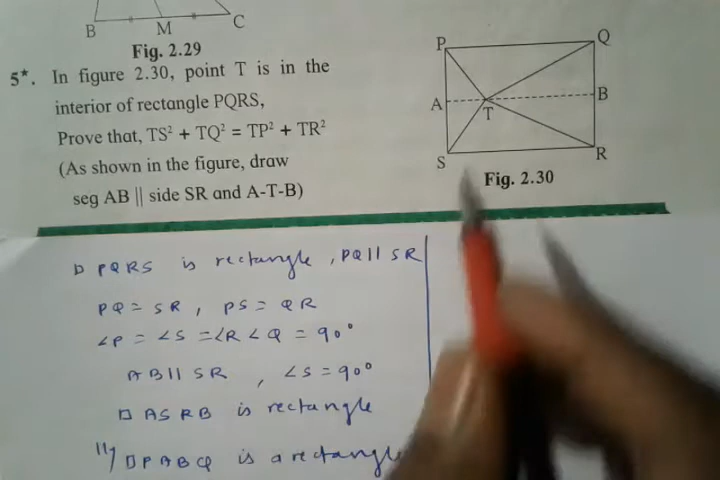 B M C
Fig. 2.29
5*. In figure 2.30, point T is in the
interior of rectangle PQRS,
Prove that, TS² + TQ² = TP² + TR²
(As shown in the figure, draw
seg AB || side SR and A-T-B)
P Q
A T B
S R
Fig. 2.30
□ PQRS is rectangle, PQ || SR
PQ = SR, PS = QR
∠P = ∠S = ∠R ∠Q = 90°
AB || SR, ∠S = 90°
□ ASRB is rectangle
||ly □ PABQ is a rectangle